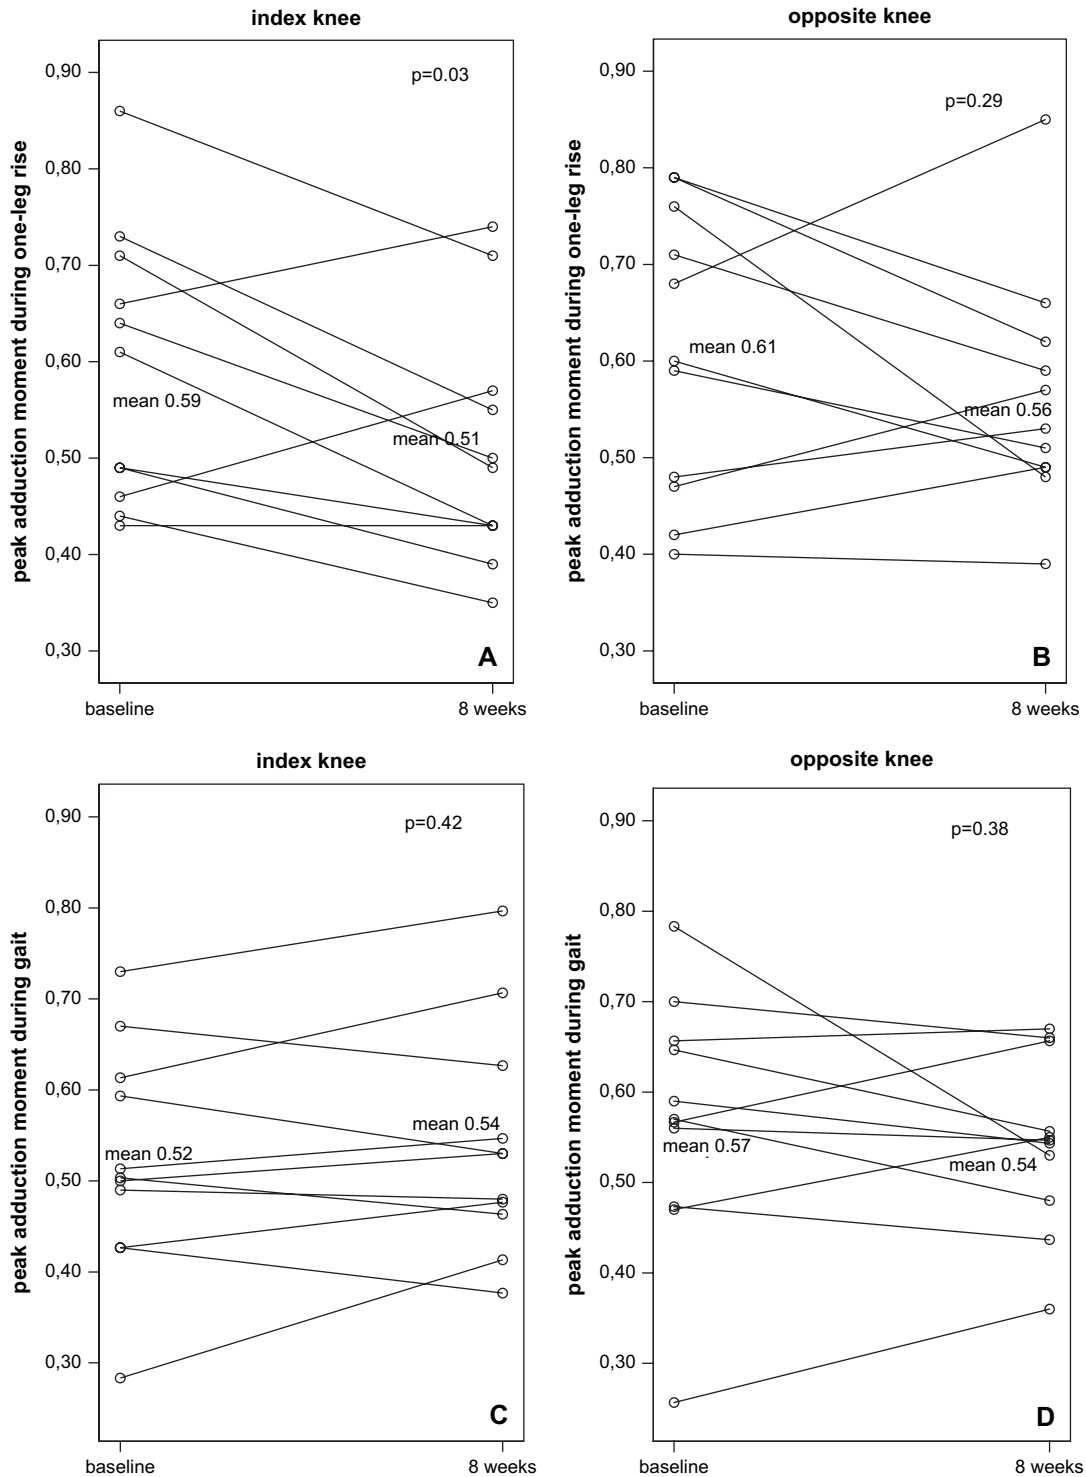 index knee
peak adduction moment during one-leg rise
0,90
0,80
0,70
0,60
0,50
0,40
0,30
p=0.03
mean 0.59
mean 0.51
A
baseline
8 weeks
opposite knee
peak adduction moment during one-leg rise
0,90
0,80
0,70
0,60
0,50
0,40
0,30
p=0.29
mean 0.61
mean 0.56
B
baseline
8 weeks
index knee
peak adduction moment during gait
0,90
0,80
0,70
0,60
0,50
0,40
0,30
p=0.42
mean 0.54
mean 0.52
C
baseline
8 weeks
opposite knee
peak adduction moment during gait
0,90
0,80
0,70
0,60
0,50
0,40
0,30
p=0.38
mean 0.57
mean 0.54
D
baseline
8 weeks